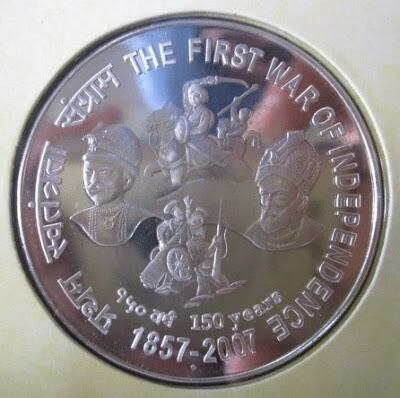 प्रथम स्वतंत्रता संग्राम THE FIRST WAR OF INDEPENDENCE
१५० वर्ष 150 years
1857-2007